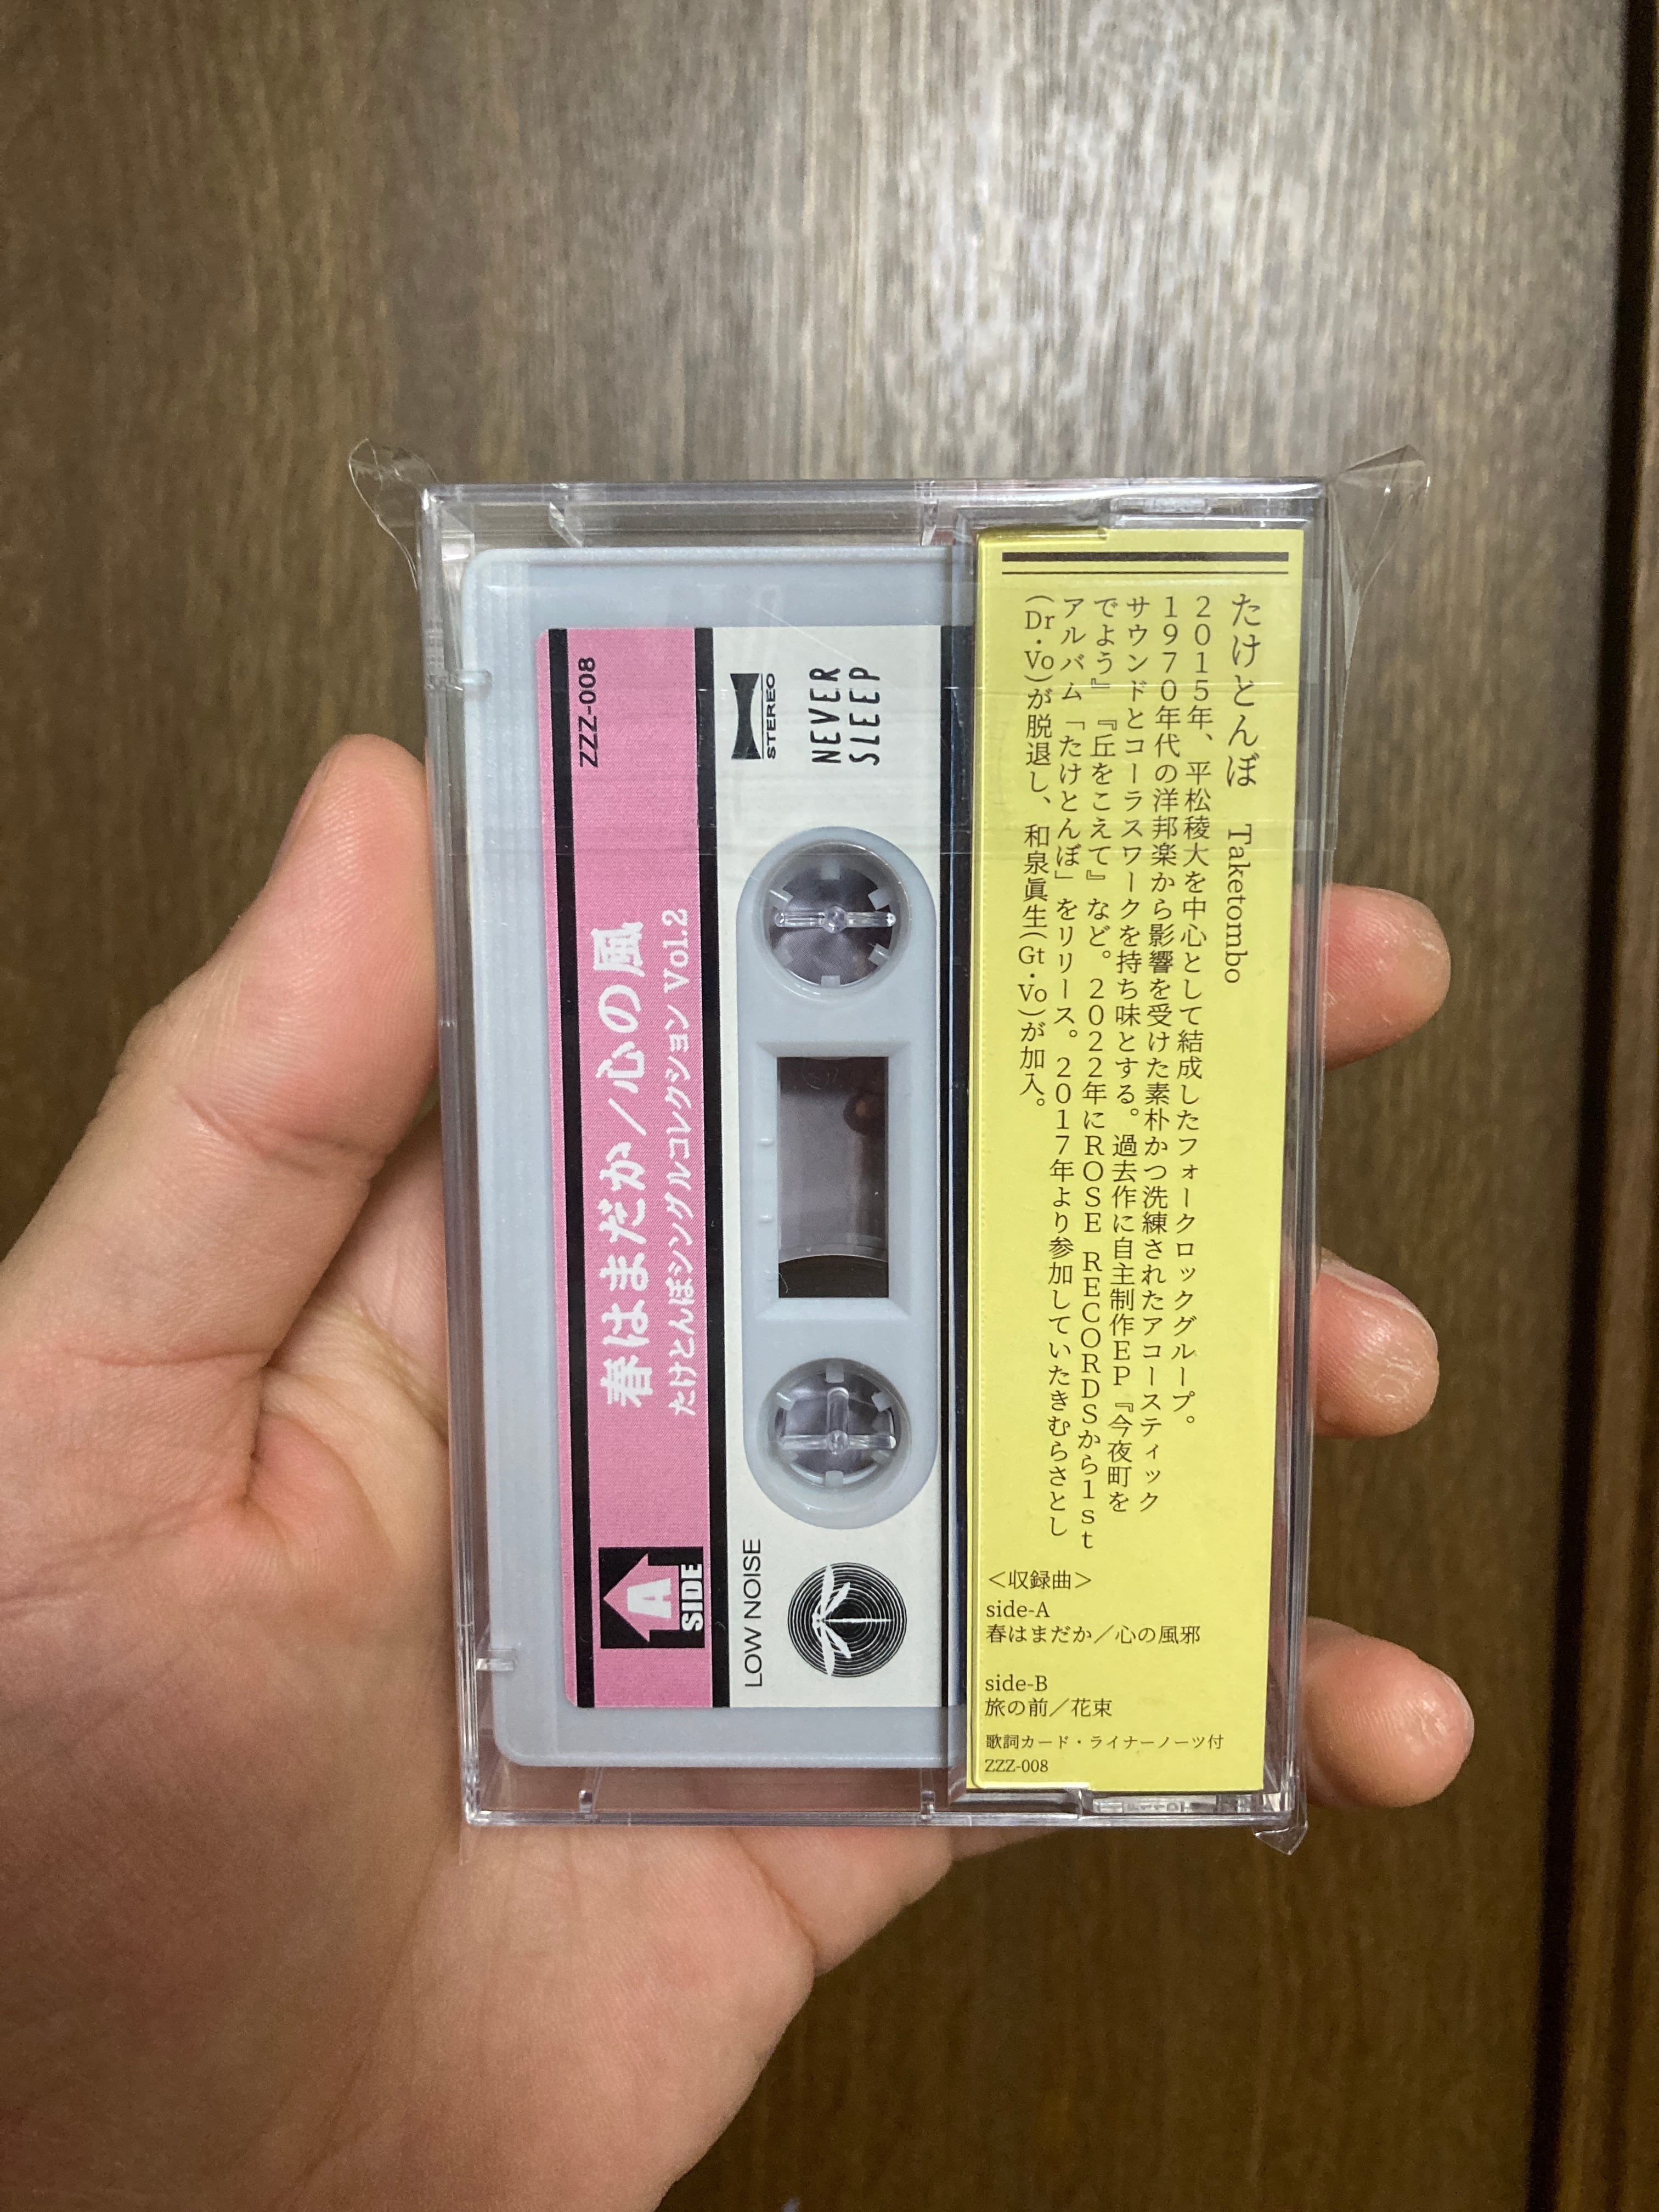 ZZZ-008
春はまだか／心の風
たけとんぼシングルコレクション Vol.2
A
SIDE
STEREO
NEVER
SLEEP
LOW NOISE
たけとんぼ Taketombo
２０１５年、平松稜大を中心として結成したフォークロックグループ。
１９７０年代の洋邦楽から影響を受けた素朴かつ洗練されたアコースティック
サウンドとコーラスワークを持ち味とする。過去作に自主制作ＥＰ『今夜町を
でよう』『丘をこえて』など。２０２２年にＲＯＳＥ ＲＥＣＯＲＤＳから１ｓｔ
アルバム「たけとんぼ」をリリース。２０１７年より参加していたきむらさとし
(Dr・Vo)が脱退し、和泉眞生(Gt・Vo)が加入。
＜収録曲＞
side-A
春はまだか／心の風邪
side-B
旅の前／花束
歌詞カード・ライナーノーツ付
ZZZ-008